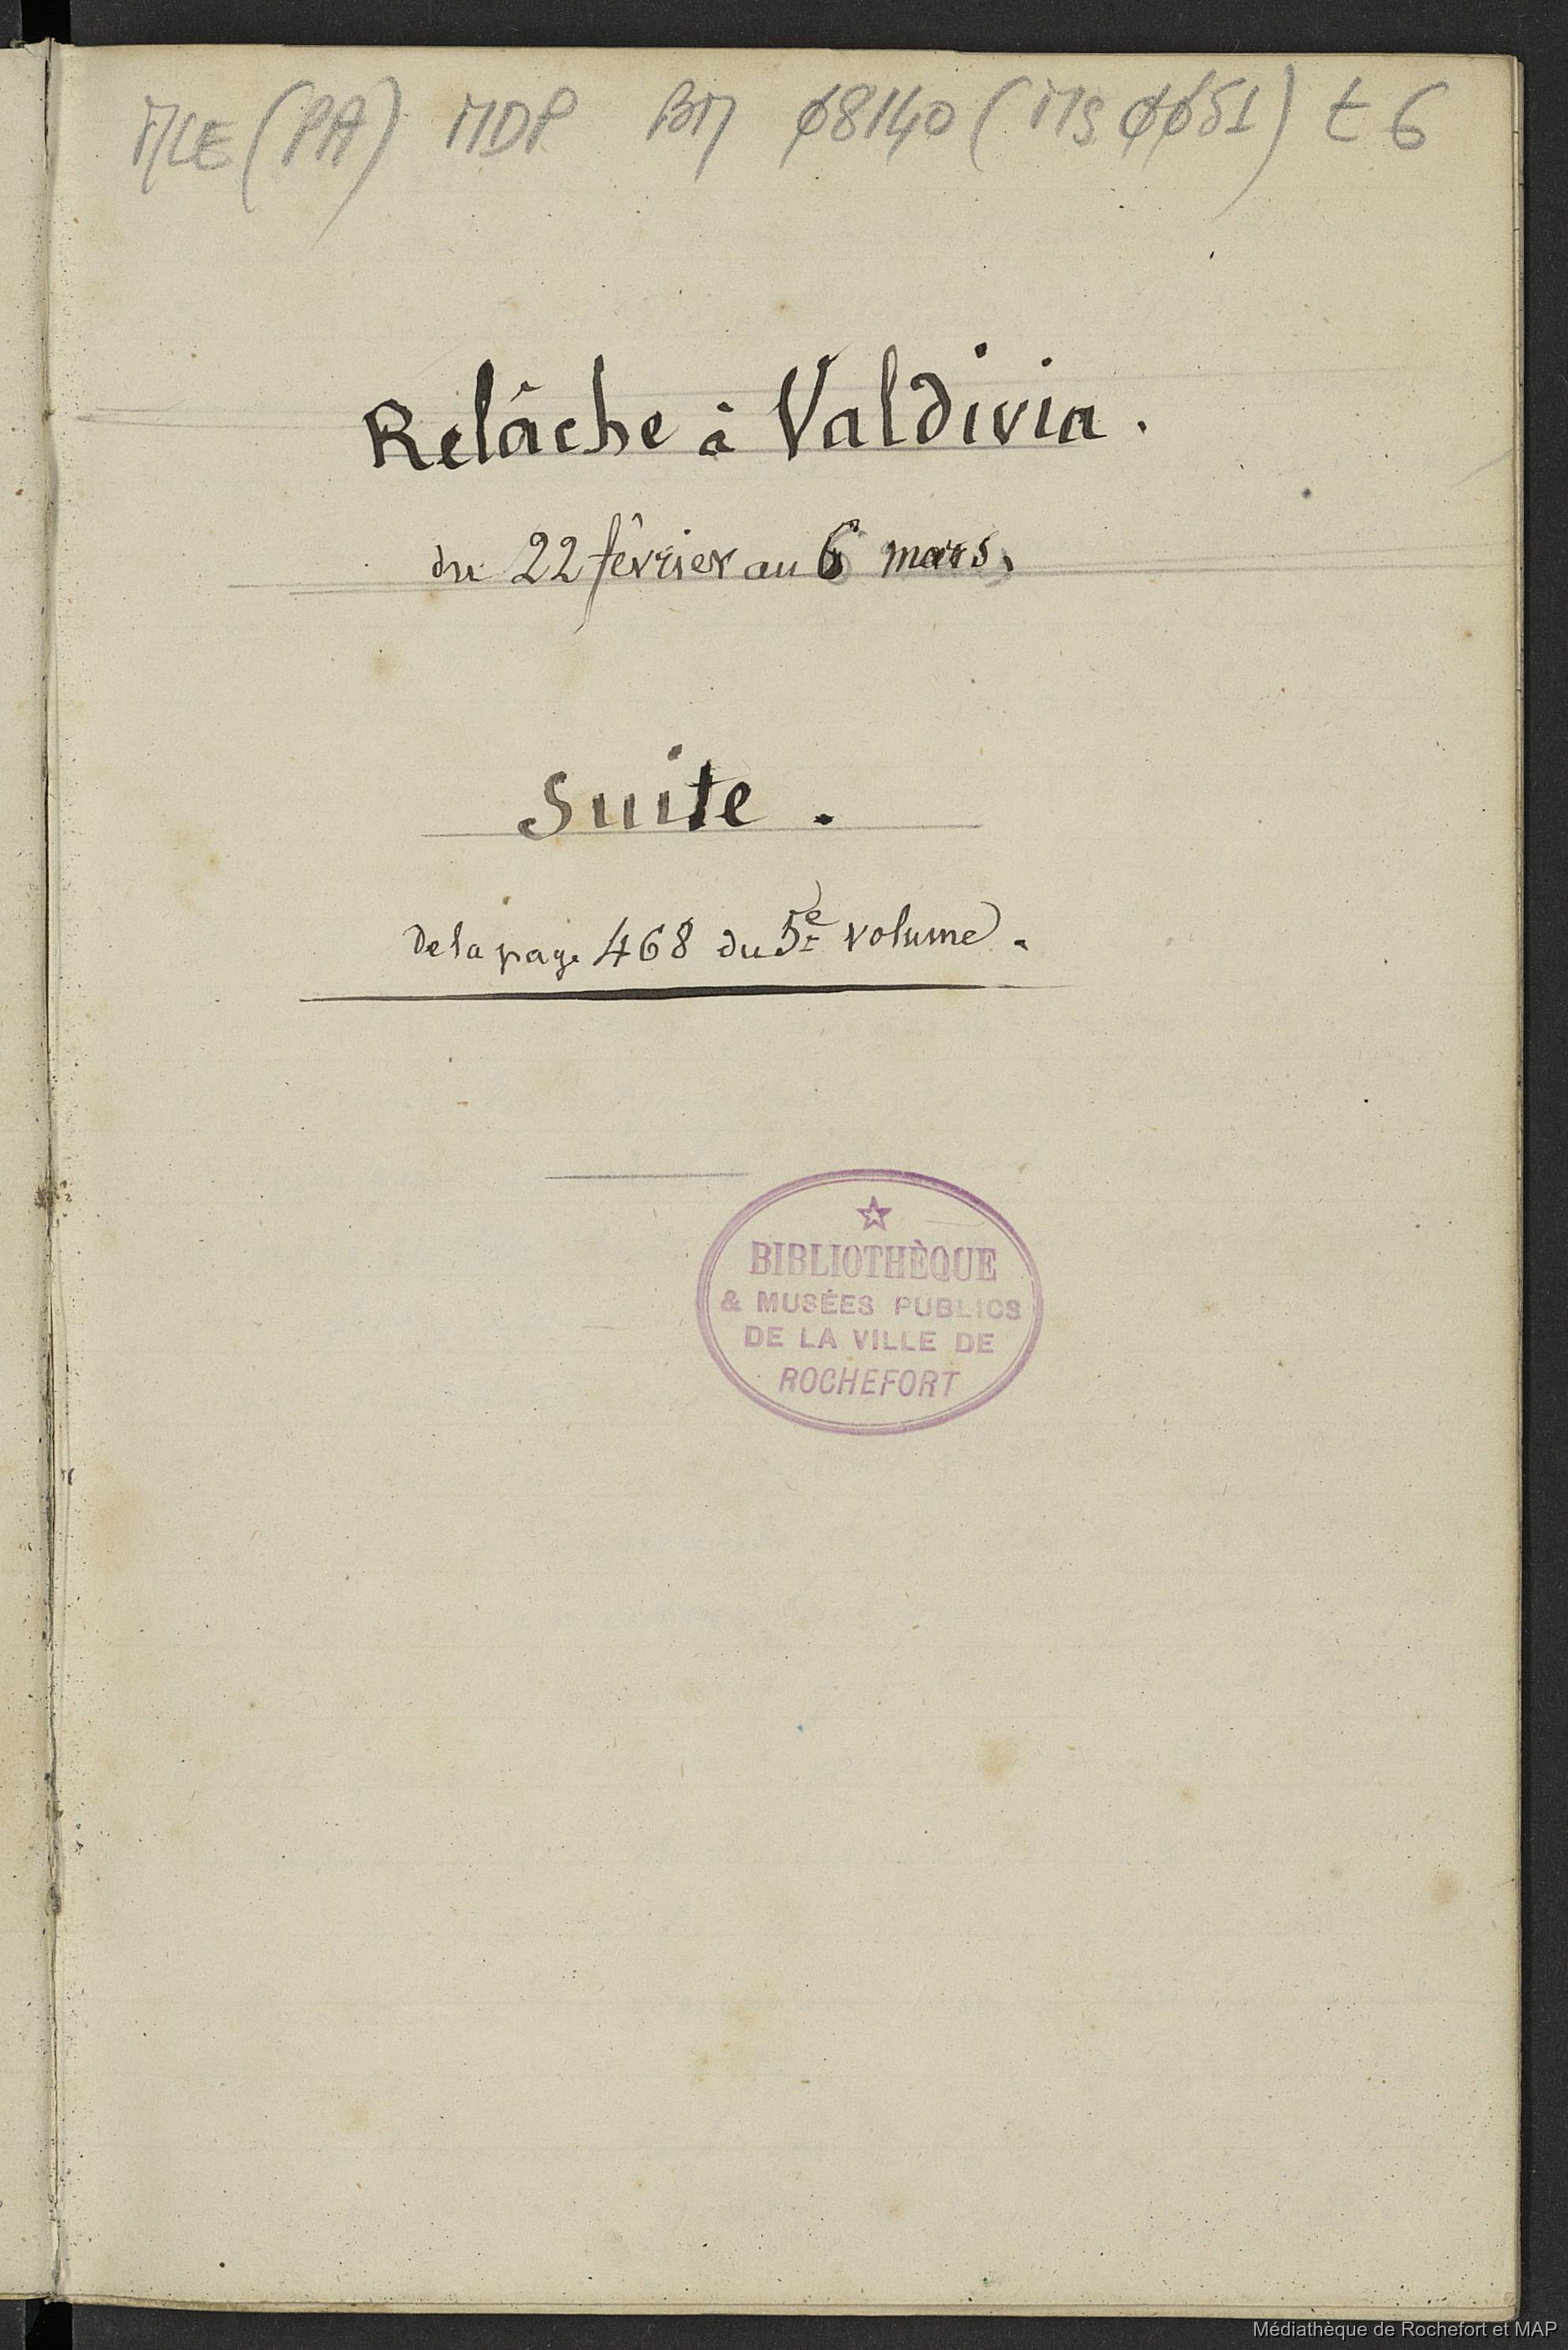 MLE (PA) MDP BM 08140 (Ms 0051) t 6
Relâche à Valdivia.
du 22 février au 6 mars.
Suite.
De la page 468 du 5e volume.
BIBLIOTHÈQUE
& MUSÉES PUBLICS
DE LA VILLE DE
ROCHEFORT
Médiathèque de Rochefort et MAP